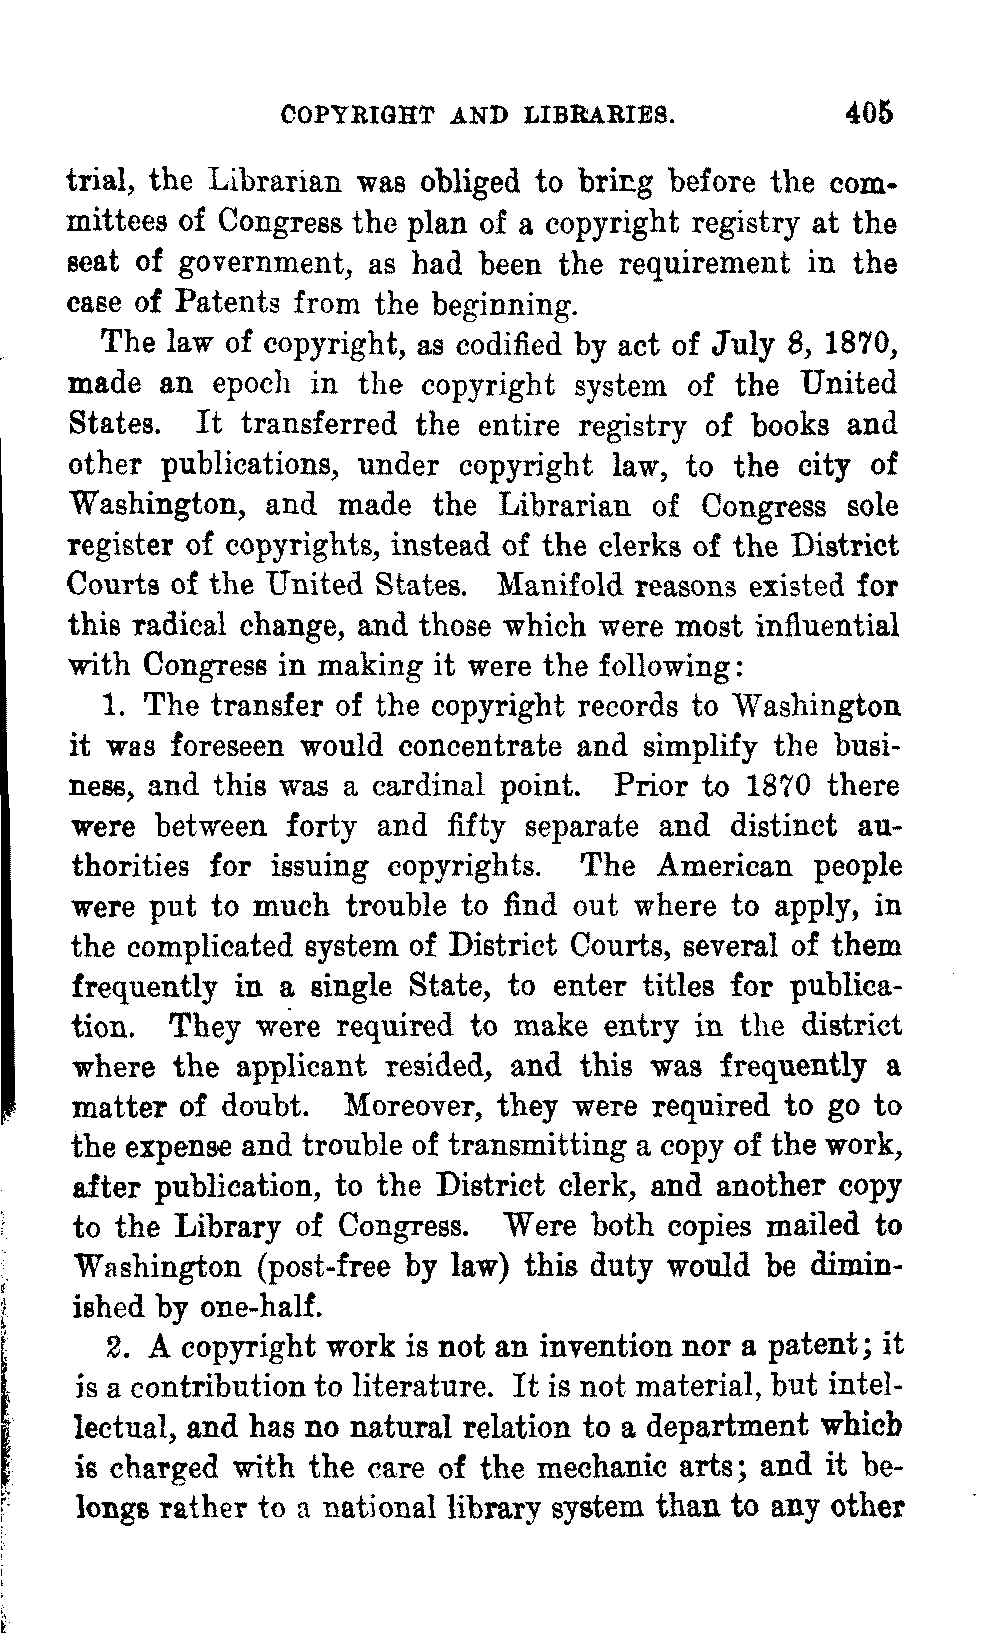 COPYRIGHT AND LIBRARIES. 405
trial, the Librarian was obliged to bring before the com-
mittees of Congress the plan of a copyright registry at the
seat of government, as had been the requirement in the
case of Patents from the beginning.
The law of copyright, as codified by act of July 8, 1870,
made an epoch in the copyright system of the United
States. It transferred the entire registry of books and
other publications, under copyright law, to the city of
Washington, and made the Librarian of Congress sole
register of copyrights, instead of the clerks of the District
Courts of the United States. Manifold reasons existed for
this radical change, and those which were most influential
with Congress in making it were the following:
1. The transfer of the copyright records to Washington
it was foreseen would concentrate and simplify the busi-
ness, and this was a cardinal point. Prior to 1870 there
were between forty and fifty separate and distinct au-
thorities for issuing copyrights. The American people
were put to much trouble to find out where to apply, in
the complicated system of District Courts, several of them
frequently in a single State, to enter titles for publica-
tion. They were required to make entry in the district
where the applicant resided, and this was frequently a
matter of doubt. Moreover, they were required to go to
the expense and trouble of transmitting a copy of the work,
after publication, to the District clerk, and another copy
to the Library of Congress. Were both copies mailed to
Washington (post-free by law) this duty would be dimin-
ished by one-half.
2. A copyright work is not an invention nor a patent; it
is a contribution to literature. It is not material, but intel-
lectual, and has no natural relation to a department which
is charged with the care of the mechanic arts; and it be-
longs rather to a national library system than to any other